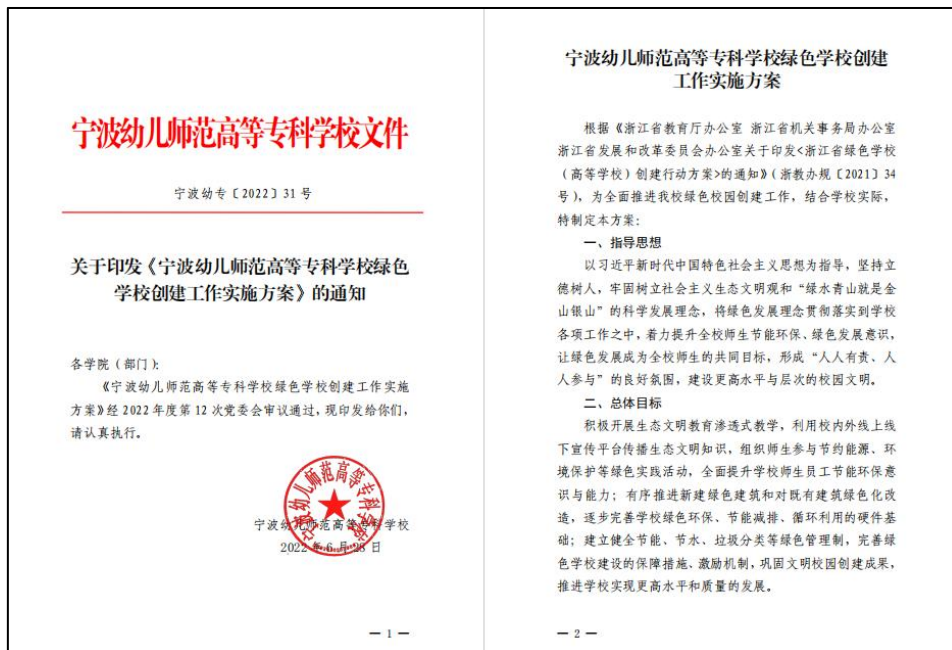 宁波幼儿师范高等专科学校文件
宁波幼专〔2022〕31 号
关于印发《宁波幼儿师范高等专科学校绿色
学校创建工作实施方案》的通知
各学院（部门）：
《宁波幼儿师范高等专科学校绿色学校创建工作实施
方案》经 2022 年度第 12 次党委会审议通过，现印发给你们，
请认真执行。
宁波幼儿师范高等专科学校
宁波幼儿师范高等专科学校
2022 年 6 月 28 日
— 1 —
宁波幼儿师范高等专科学校绿色学校创建
工作实施方案
根据《浙江省教育厅办公室 浙江省机关事务局办公室
浙江省发展和改革委员会办公室关于印发<浙江省绿色学校
（高等学校）创建行动方案>的通知》（浙教办规〔2021〕34
号），为全面推进我校绿色校园创建工作，结合学校实际，
特制定本方案：
一、指导思想
以习近平新时代中国特色社会主义思想为指导，坚持立
德树人，牢固树立社会主义生态文明观和“绿水青山就是金
山银山”的科学发展理念，将绿色发展理念贯彻落实到学校
各项工作之中，着力提升全校师生节能环保、绿色发展意识，
让绿色发展成为全校师生的共同目标，形成“人人有责、人
人参与”的良好氛围，建设更高水平与层次的校园文明。
二、总体目标
积极开展生态文明教育渗透式教学，利用校内外线上线
下宣传平台传播生态文明知识，组织师生参与节约能源、环
境保护等绿色实践活动，全面提升学校师生员工节能环保意
识与能力；有序推进新建绿色建筑和对既有建筑绿色化改
造，逐步完善学校绿色环保、节能减排、循环利用的硬件基
础；建立健全节能、节水、垃圾分类等绿色管理制，完善绿
色学校建设的保障措施、激励机制，巩固文明校园创建成果，
推进学校实现更高水平和质量的发展。
— 2 —